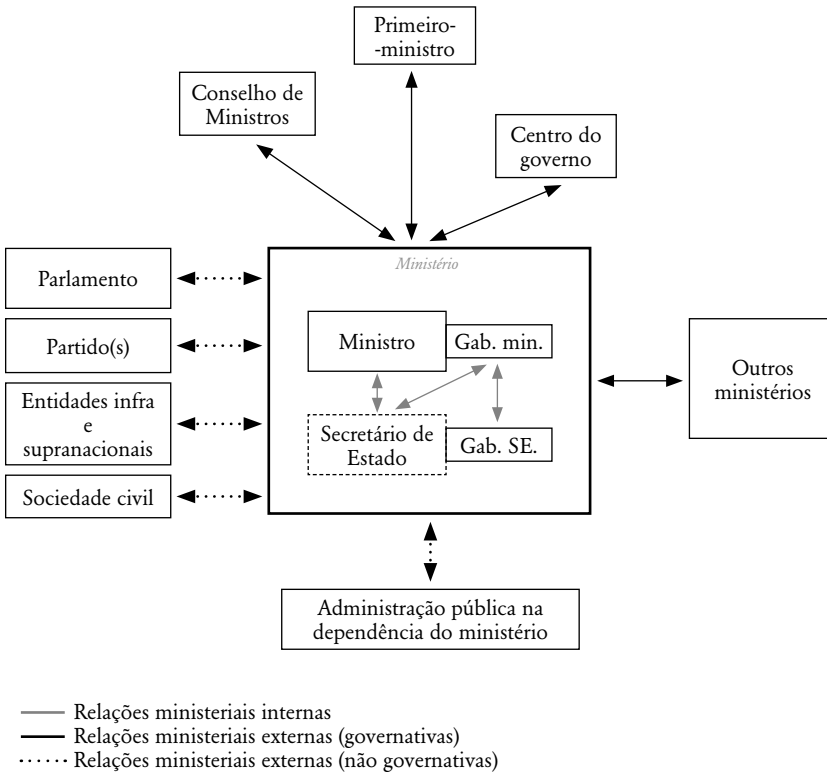 Primeiro-
-ministro
Conselho de
Ministros
Centro do
governo
Ministério
Parlamento
Partido(s)
Entidades infra
e
supranacionais
Sociedade civil
Ministro
Gab. min.
Secretário de
Estado
Gab. SE.
Outros
ministérios
Administração pública na
dependência do ministério
Relações ministeriais internas
Relações ministeriais externas (governativas)
Relações ministeriais externas (não governativas)